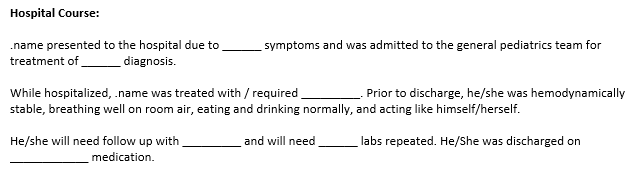 Hospital Course:
.name presented to the hospital due to ______ symptoms and was admitted to the general pediatrics team for
treatment of ______ diagnosis.
While hospitalized, .name was treated with / required _________. Prior to discharge, he/she was hemodynamically
stable, breathing well on room air, eating and drinking normally, and acting like himself/herself.
He/she will need follow up with _________ and will need ______ labs repeated. He/She was discharged on
____________ medication.